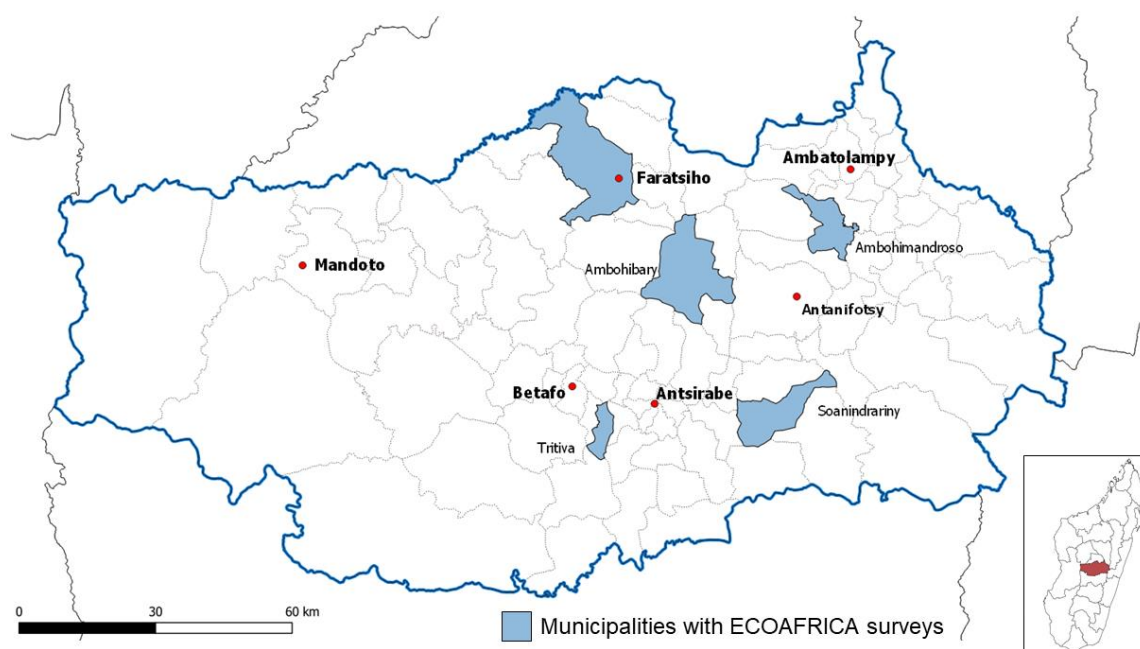 Ambatolampy
Faratsiho
Ambohimandroso
Mandoto
Ambohibary
Antanifotsy
Betafo
Antsirabe
Soanindrariny
Tritiva
0 30 60 km
Municipalities with ECOAFRICA surveys